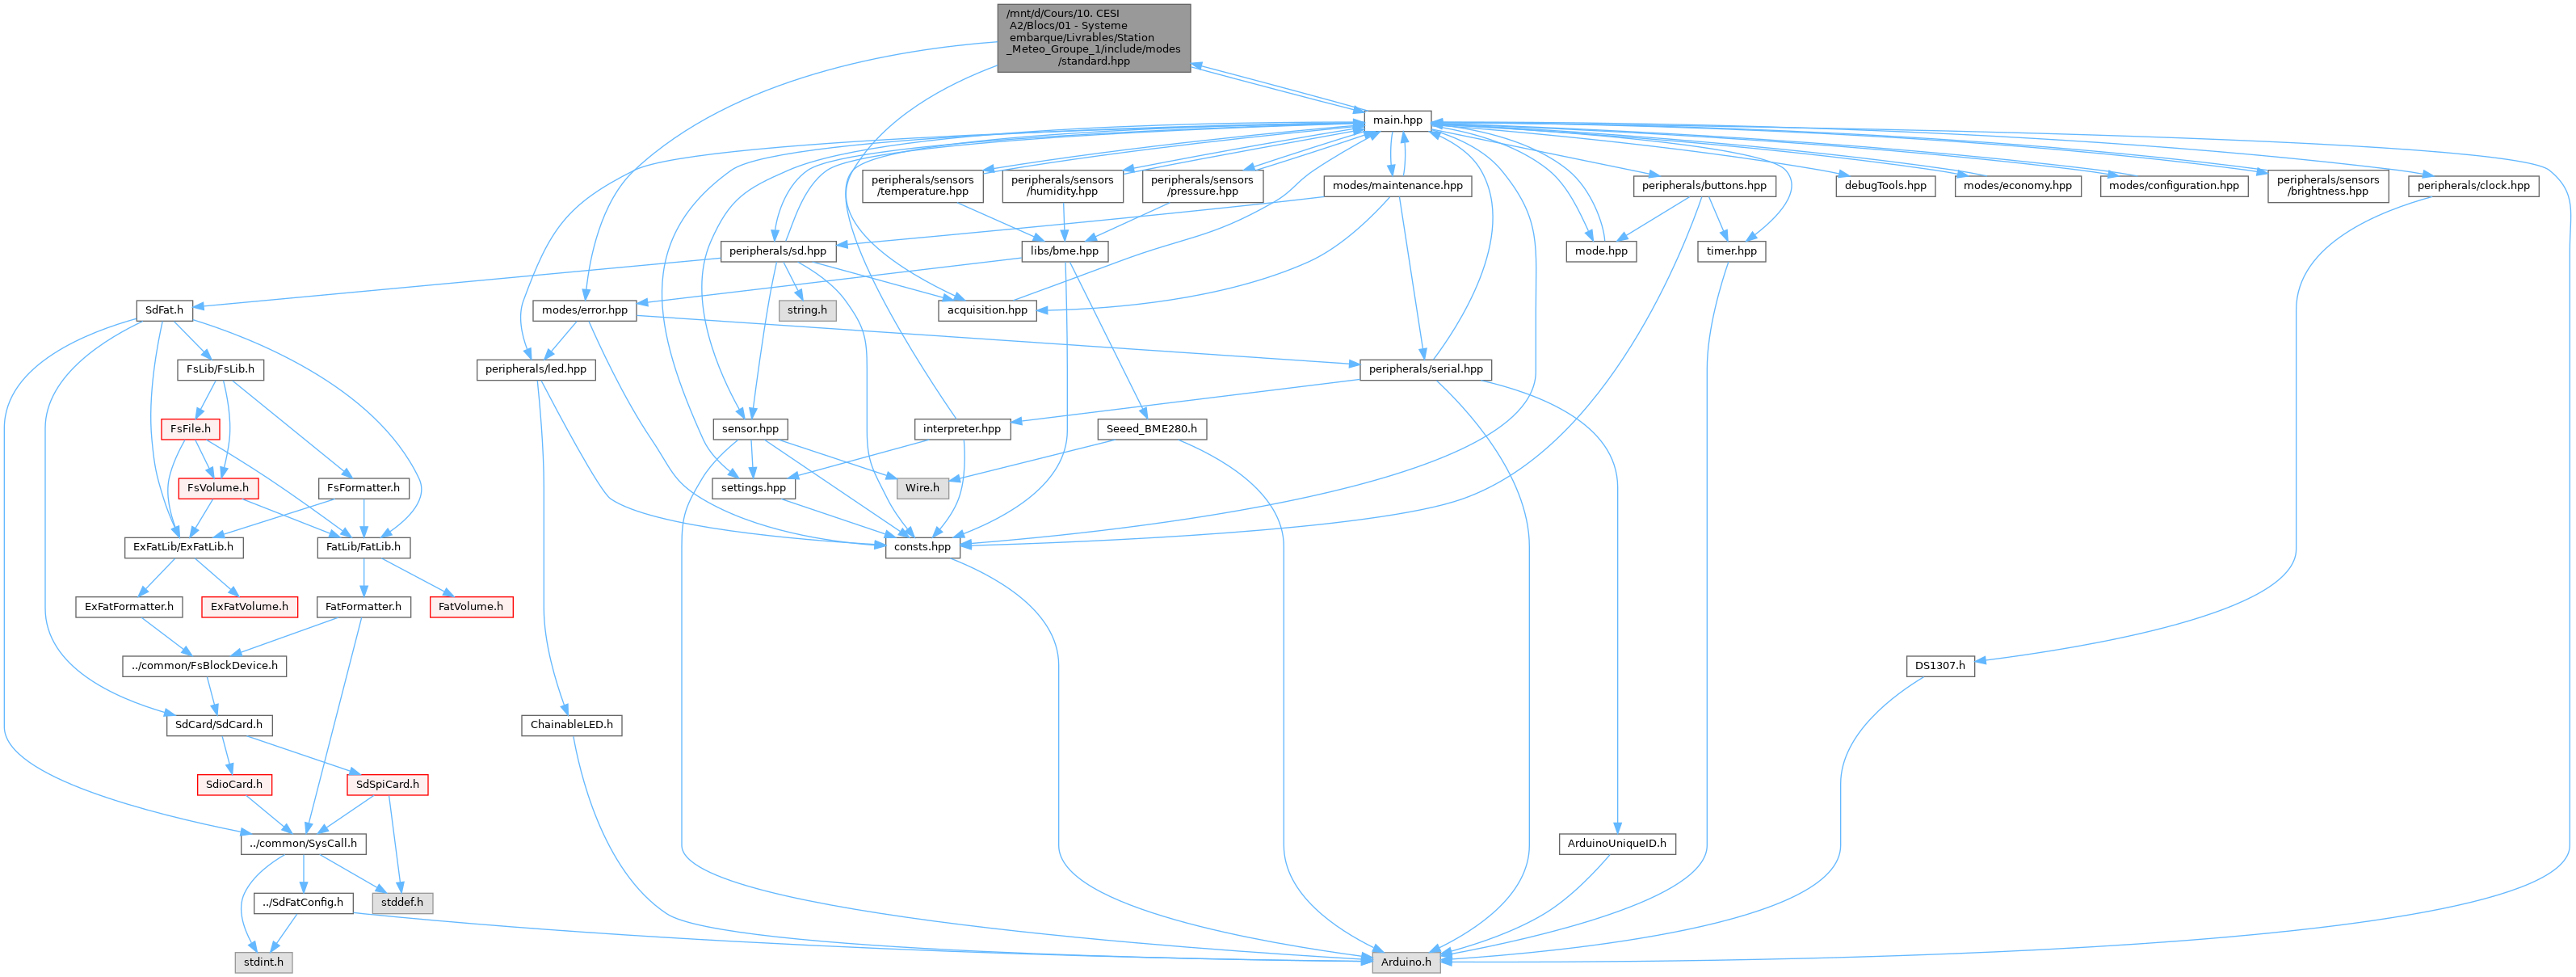 /mnt/d/Cours/10. CESI
A2/Blocs/01 - Systeme
embarque/Livrables/Station
_Meteo_Groupe_1/include/modes
/standard.hpp
main.hpp
peripherals/sensors
/temperature.hpp
peripherals/sensors
/humidity.hpp
peripherals/sensors
/pressure.hpp
modes/maintenance.hpp
peripherals/buttons.hpp
debugTools.hpp
modes/economy.hpp
modes/configuration.hpp
peripherals/sensors
/brightness.hpp
peripherals/clock.hpp
peripherals/sd.hpp
libs/bme.hpp
mode.hpp
timer.hpp
SdFat.h
modes/error.hpp
string.h
acquisition.hpp
FsLib/FsLib.h
peripherals/led.hpp
peripherals/serial.hpp
FsFile.h
sensor.hpp
interpreter.hpp
Seeed_BME280.h
FsVolume.h
FsFormatter.h
settings.hpp
Wire.h
ExFatLib/ExFatLib.h
FatLib/FatLib.h
consts.hpp
ExFatFormatter.h
ExFatVolume.h
FatFormatter.h
FatVolume.h
../common/FsBlockDevice.h
DS1307.h
SdCard/SdCard.h
ChainableLED.h
SdioCard.h
SdSpiCard.h
../common/SysCall.h
ArduinoUniqueID.h
../SdFatConfig.h
stddef.h
stdint.h
Arduino.h